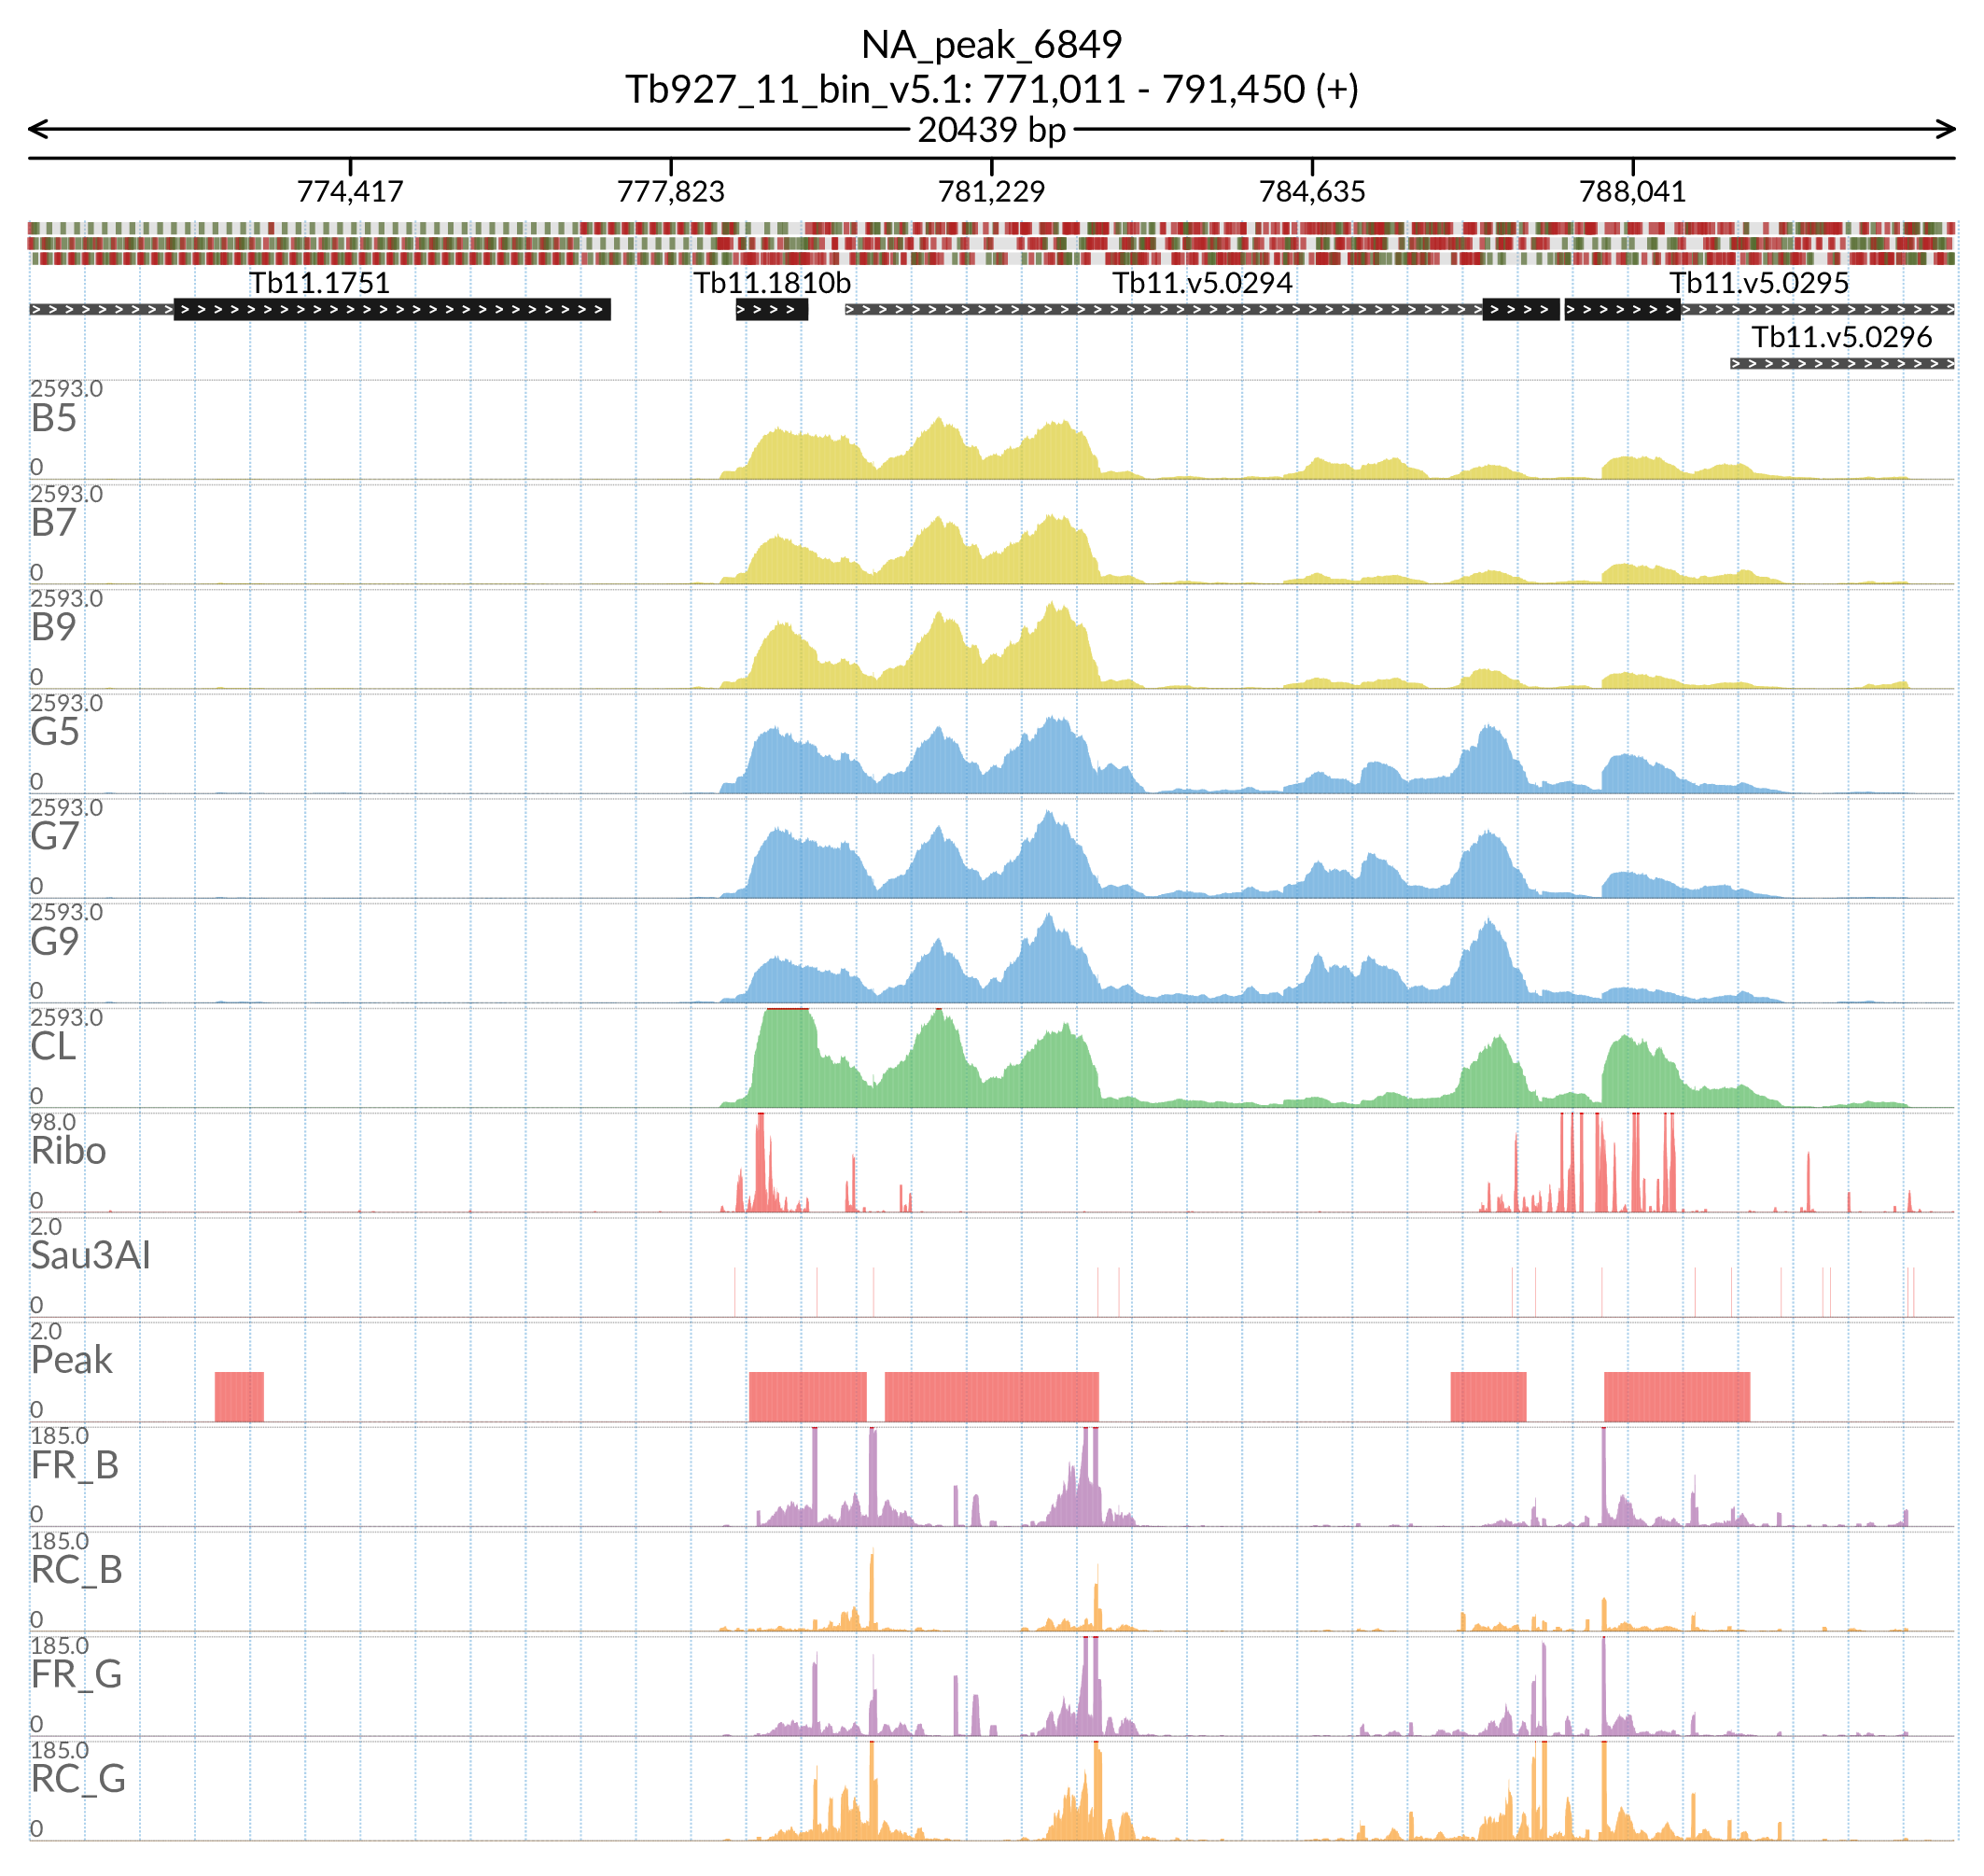 NA_peak_6849
Tb927_11_bin_v5.1: 771,011 - 791,450 (+)
20439 bp
774,417 777,823 781,229 784,635 788,041
Tb11.1751 Tb11.1810b Tb11.v5.0294 Tb11.v5.0295
Tb11.v5.0296
2593.0
B5
0
2593.0
B7
0
2593.0
B9
0
2593.0
G5
0
2593.0
G7
0
2593.0
G9
0
2593.0
CL
0
98.0
Ribo
0
2.0
Sau3AI
0
2.0
Peak
0
185.0
FR_B
0
185.0
RC_B
0
185.0
FR_G
0
185.0
RC_G
0